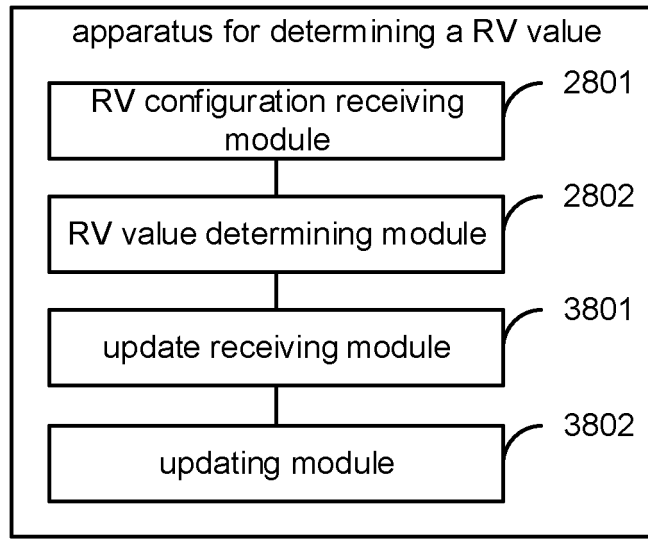 apparatus for determining a RV value
RV configuration receiving
module
2801
RV value determining module
2802
update receiving module
3801
updating module
3802